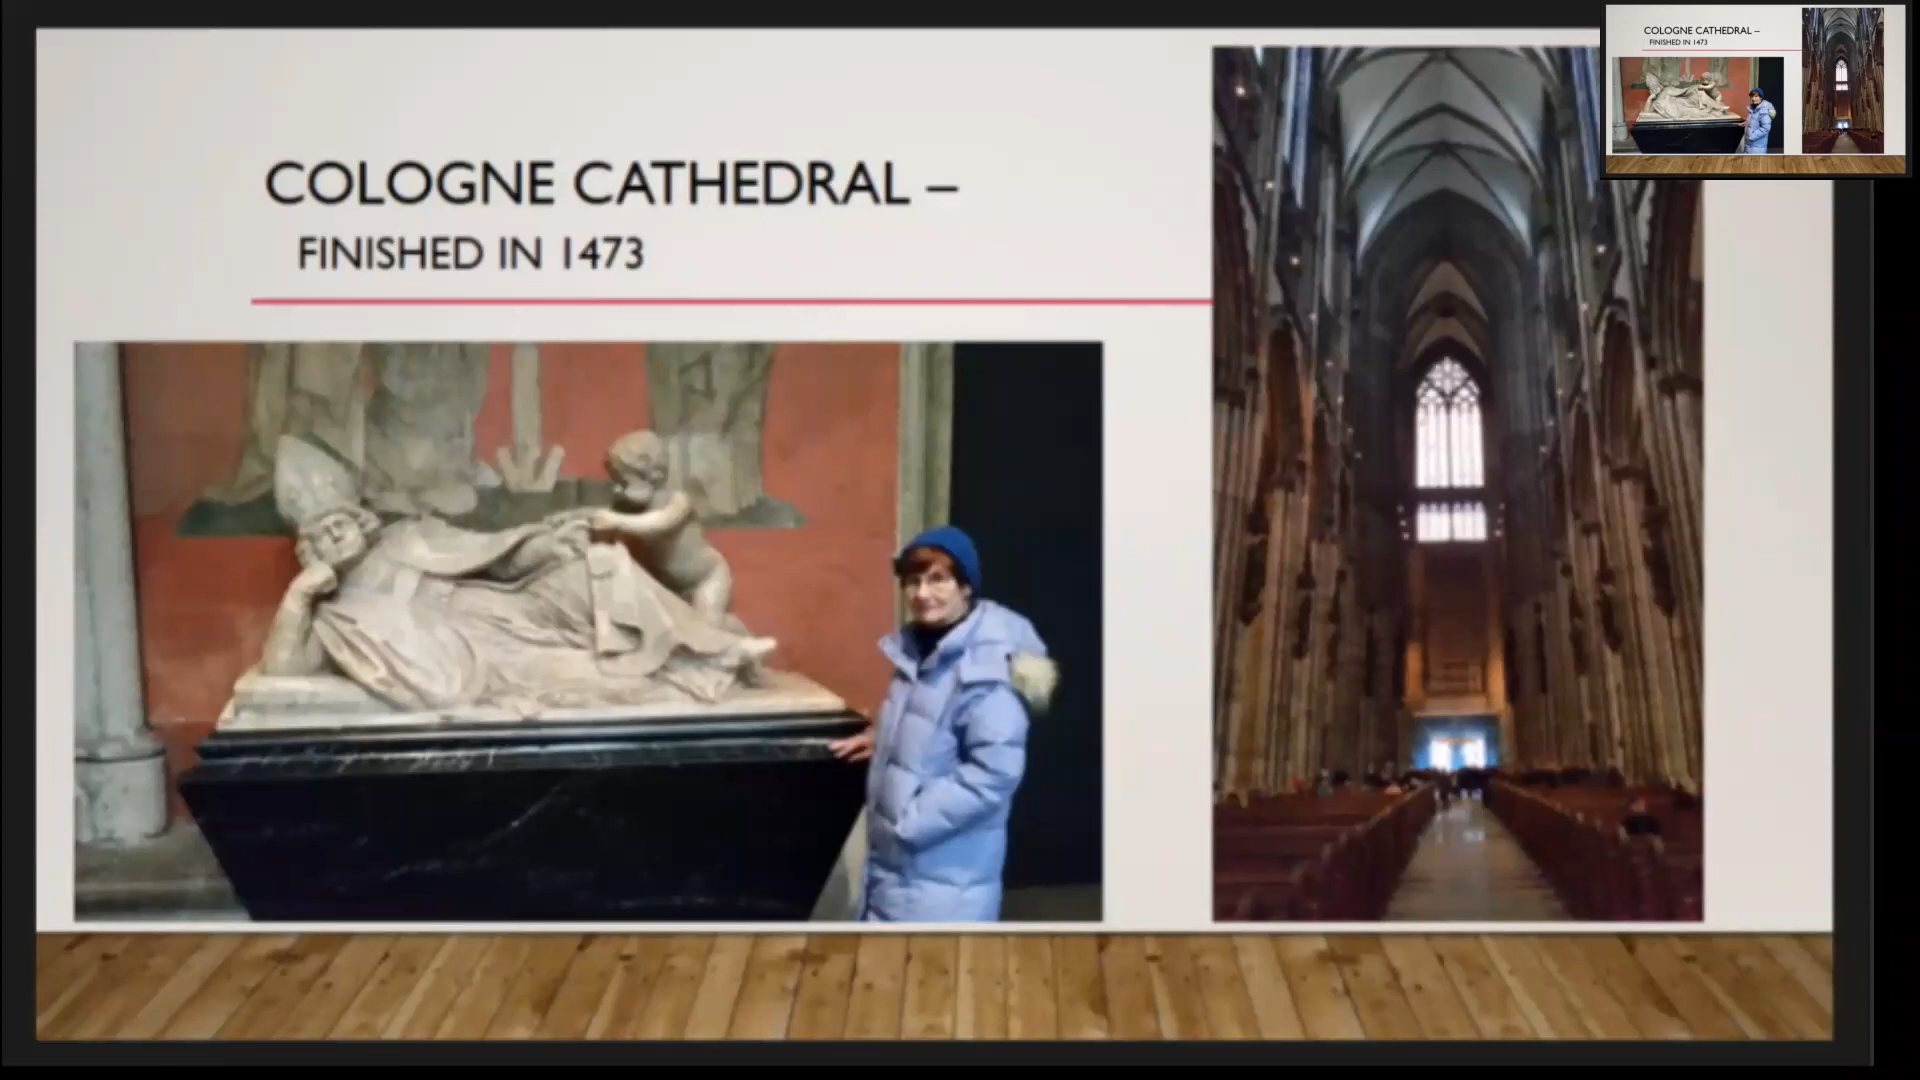 COLOGNE CATHEDRAL –
FINISHED IN 1473
COLOGNE CATHEDRAL –
FINISHED IN 1473